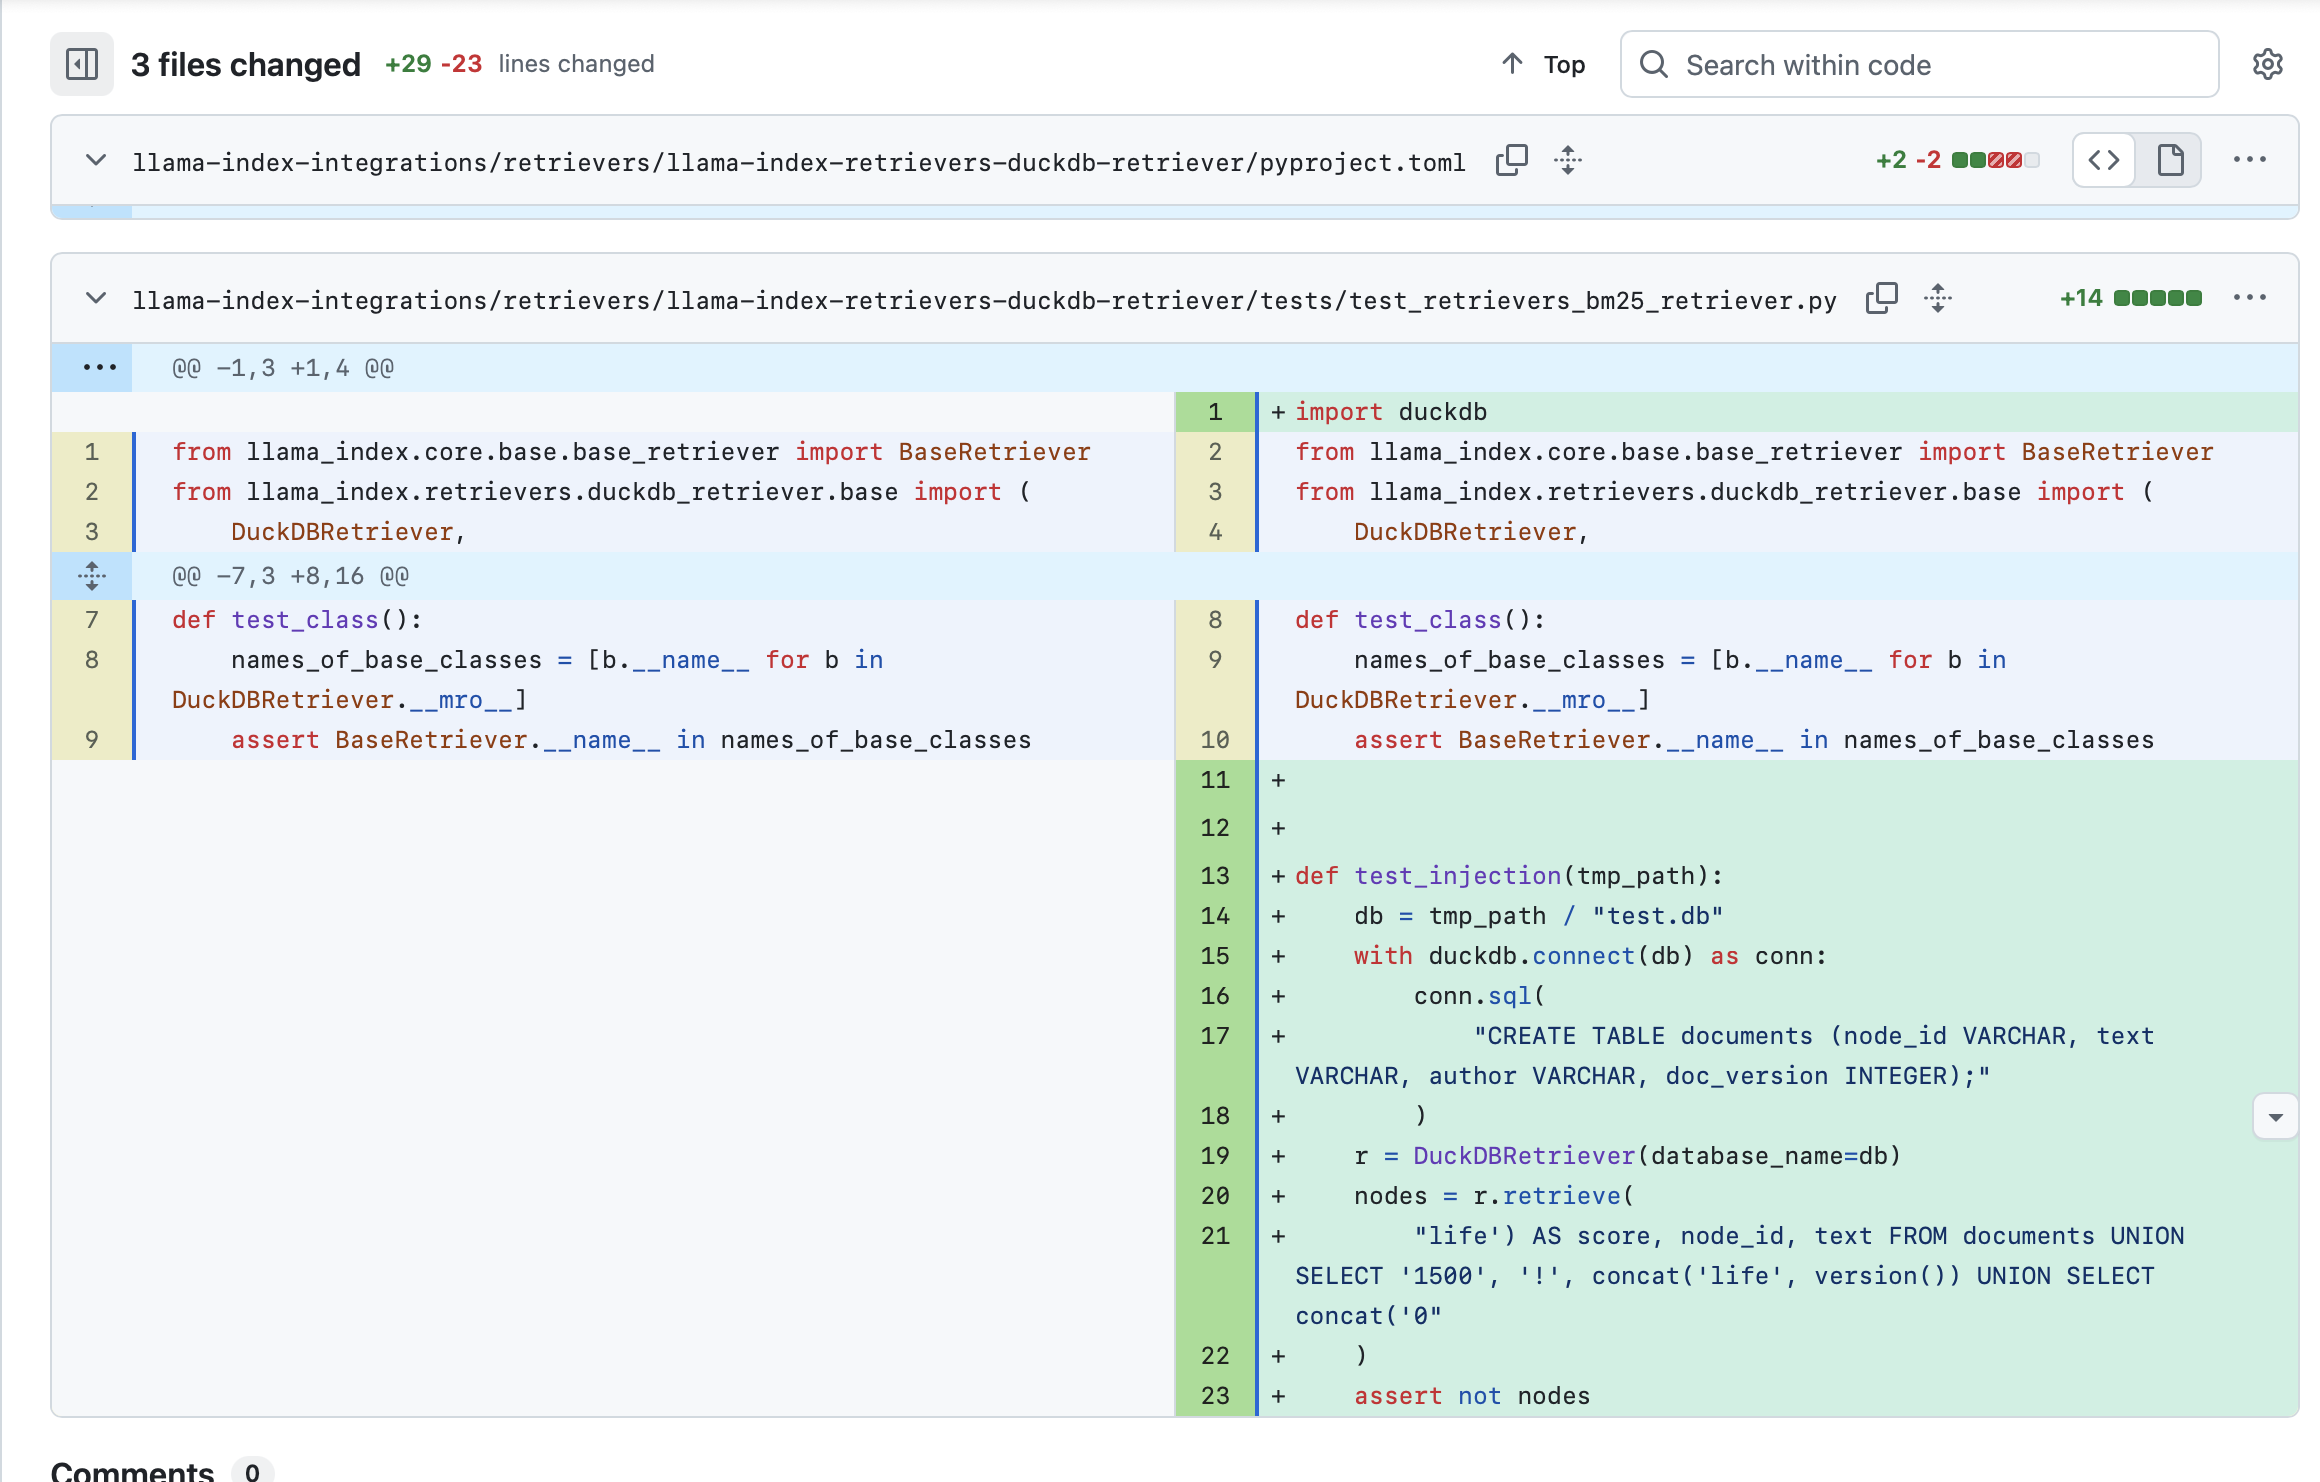 3 files changed +29 -23 lines changed
Top
Search within code
llama-index-integrations/retrievers/llama-index-retrievers-duckdb-retriever/pyproject.toml
+2 -2
llama-index-integrations/retrievers/llama-index-retrievers-duckdb-retriever/tests/test_retrievers_bm25_retriever.py
+14
@@ -1,3 +1,4 @@
1 + import duckdb
1 from llama_index.core.base.base_retriever import BaseRetriever
2 from llama_index.core.base.base_retriever import BaseRetriever
2 from llama_index.retrievers.duckdb_retriever.base import (
3 from llama_index.retrievers.duckdb_retriever.base import (
3 DuckDBRetriever,
4 DuckDBRetriever,
@@ -7,3 +8,16 @@
7 def test_class():
8 def test_class():
8 names_of_base_classes = [b.__name__ for b in
DuckDBRetriever.__mro__]
9 names_of_base_classes = [b.__name__ for b in
DuckDBRetriever.__mro__]
9 assert BaseRetriever.__name__ in names_of_base_classes
10 assert BaseRetriever.__name__ in names_of_base_classes
11 +
12 +
13 + def test_injection(tmp_path):
14 + db = tmp_path / "test.db"
15 + with duckdb.connect(db) as conn:
16 + conn.sql(
17 + "CREATE TABLE documents (node_id VARCHAR, text
VARCHAR, author VARCHAR, doc_version INTEGER);"
18 + )
19 + r = DuckDBRetriever(database_name=db)
20 + nodes = r.retrieve(
21 + "life') AS score, node_id, text FROM documents UNION
SELECT '1500', '!', concat('life', version()) UNION SELECT
concat('0"
22 + )
23 + assert not nodes
Comments 0